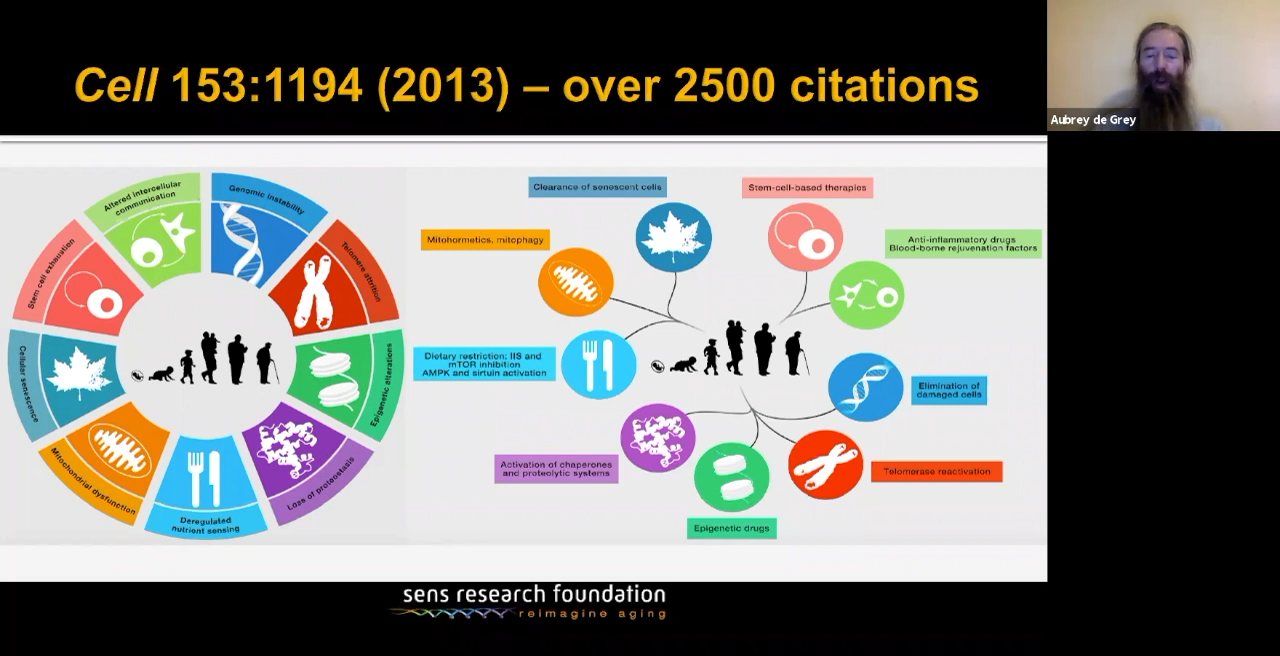 Cell 153:1194 (2013) – over 2500 citations
Aubrey de Grey
Altered intercellular
communication
Genomic instability
Telomere attrition
Epigenetic alterations
Loss of proteostasis
Deregulated
nutrient sensing
Mitochondrial dysfunction
Cellular senescence
Stem cell exhaustion
Clearance of senescent cells
Stem-cell-based therapies
Mitohormetics, mitophagy
Anti-inflammatory drugs
Blood-borne rejuvenation factors
Dietary restriction; IIS and
mTOR inhibition
AMPK and sirtuin activation
Elimination of
damaged cells
Activation of chaperones
and proteolytic systems
Telomerase reactivation
Epigenetic drugs
sens research foundation
reimagine aging